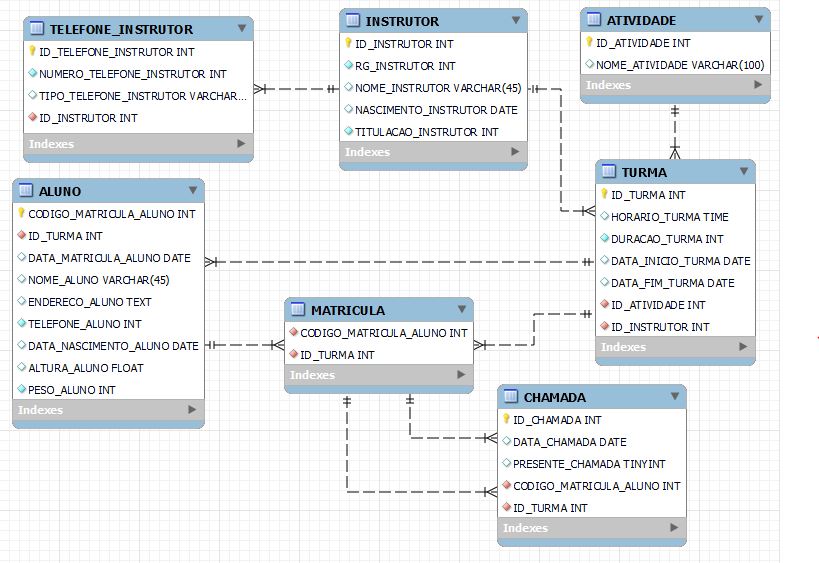 TELEFONE_INSTRUTOR
ID_TELEFONE_INSTRUTOR INT
NUMERO_TELEFONE_INSTRUTOR INT
TIPO_TELEFONE_INSTRUTOR VARCHAR...
ID_INSTRUTOR INT
Indexes
INSTRUTOR
ID_INSTRUTOR INT
RG_INSTRUTOR INT
NOME_INSTRUTOR VARCHAR(45)
NASCIMENTO_INSTRUTOR DATE
TITULACAO_INSTRUTOR INT
Indexes
ATIVIDADE
ID_ATIVIDADE INT
NOME_ATIVIDADE VARCHAR(100)
Indexes
ALUNO
CODIGO_MATRICULA_ALUNO INT
ID_TURMA INT
DATA_MATRICULA_ALUNO DATE
NOME_ALUNO VARCHAR(45)
ENDERECO_ALUNO TEXT
TELEFONE_ALUNO INT
DATA_NASCIMENTO_ALUNO DATE
ALTURA_ALUNO FLOAT
PESO_ALUNO INT
Indexes
TURMA
ID_TURMA INT
HORARIO_TURMA TIME
DURACAO_TURMA INT
DATA_INICIO_TURMA DATE
DATA_FIM_TURMA DATE
ID_ATIVIDADE INT
ID_INSTRUTOR INT
Indexes
MATRICULA
CODIGO_MATRICULA_ALUNO INT
ID_TURMA INT
Indexes
CHAMADA
ID_CHAMADA INT
DATA_CHAMADA DATE
PRESENTE_CHAMADA TINYINT
CODIGO_MATRICULA_ALUNO INT
ID_TURMA INT
Indexes